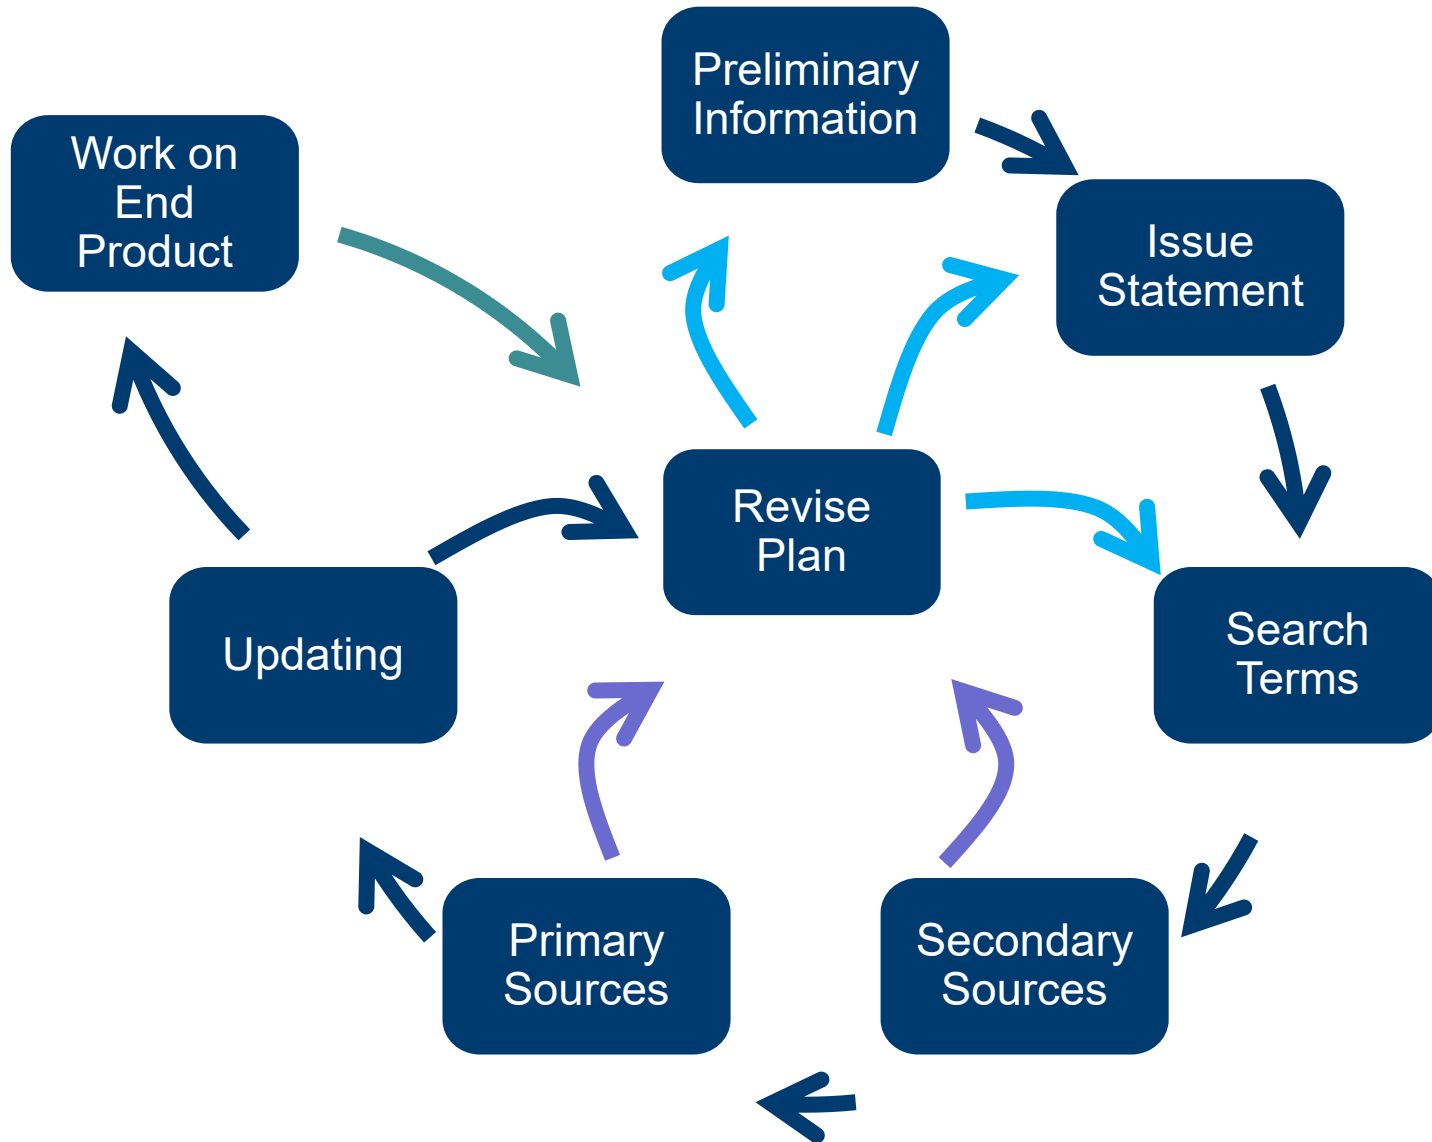 Preliminary
Information
Work on
End
Product
Issue
Statement
Revise
Plan
Updating
Search
Terms
Primary
Sources
Secondary
Sources